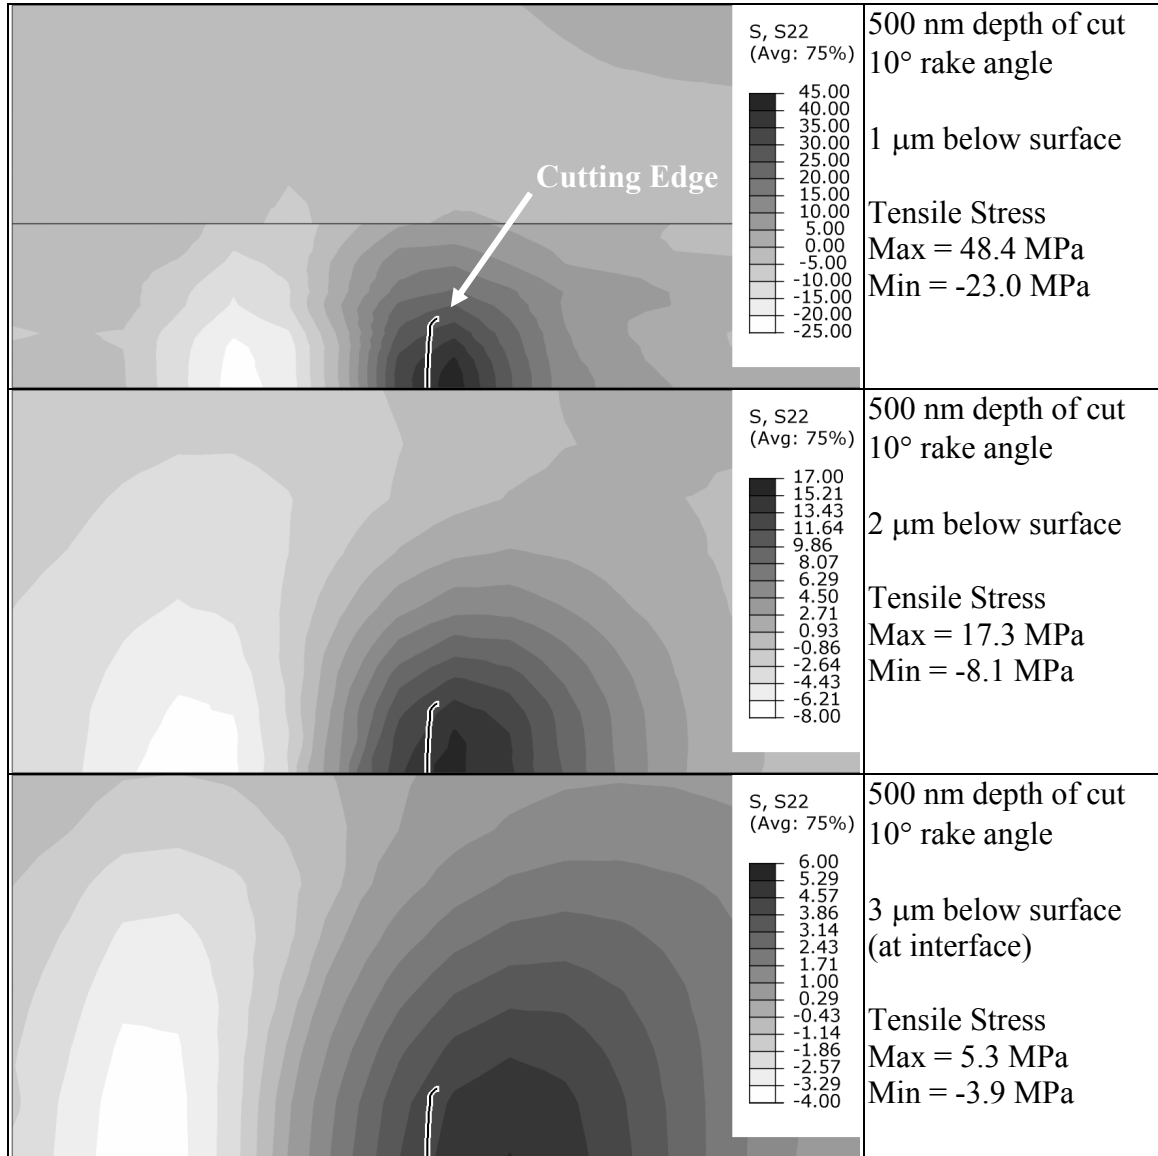 S, S22
(Avg: 75%)
45.00
40.00
35.00
30.00
25.00
20.00
15.00
10.00
5.00
0.00
-5.00
-10.00
-15.00
-20.00
-25.00
Cutting Edge
500 nm depth of cut
10° rake angle
1 μm below surface
Tensile Stress
Max = 48.4 MPa
Min = -23.0 MPa
S, S22
(Avg: 75%)
17.00
15.21
13.43
11.64
9.86
8.07
6.29
4.50
2.71
0.93
-0.86
-2.64
-4.43
-6.21
-8.00
500 nm depth of cut
10° rake angle
2 μm below surface
Tensile Stress
Max = 17.3 MPa
Min = -8.1 MPa
S, S22
(Avg: 75%)
6.00
5.29
4.57
3.86
3.14
2.43
1.71
1.00
0.29
-0.43
-1.14
-1.86
-2.57
-3.29
-4.00
500 nm depth of cut
10° rake angle
3 μm below surface
(at interface)
Tensile Stress
Max = 5.3 MPa
Min = -3.9 MPa